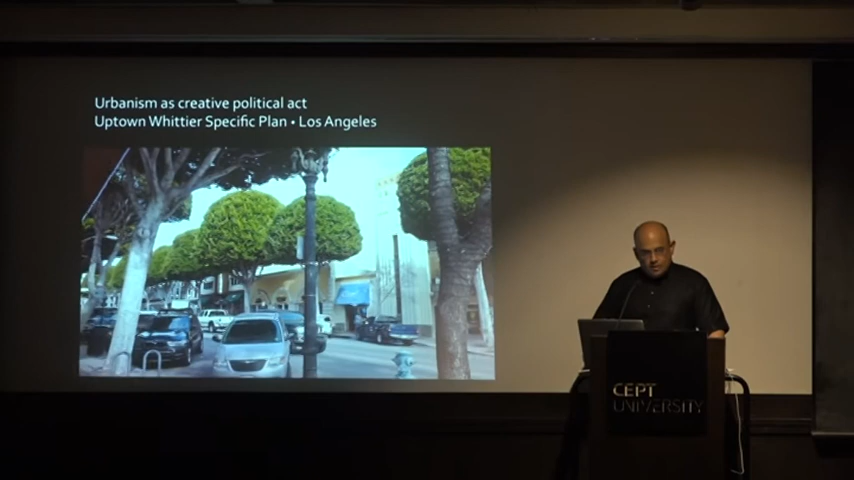 Urbanism as creative political act
Uptown Whittier Specific Plan • Los Angeles
CEPT
UNIVERSITY